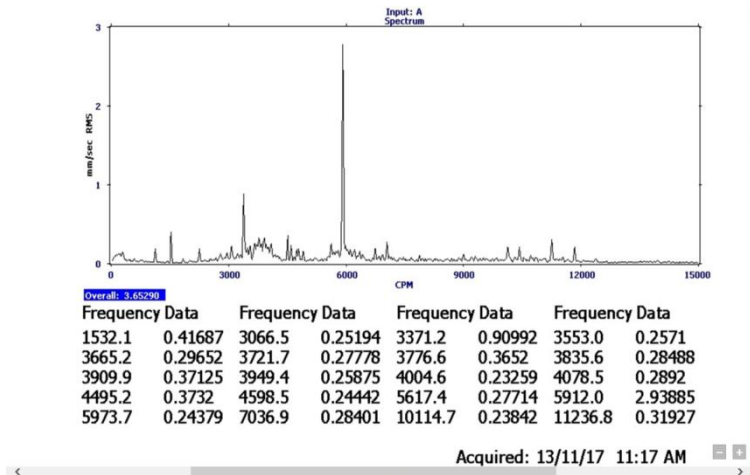 Input: A
Spectrum
3
2
mm/sec RMS
1
0
0 3000 6000 9000 12000 15000
CPM
Overall: 3.65290
Frequency Data Frequency Data Frequency Data Frequency Data
1532.1 0.41687 3066.5 0.25194 3371.2 0.90992 3553.0 0.2571
3665.2 0.29652 3721.7 0.27778 3776.6 0.3652 3835.6 0.28488
3909.9 0.37125 3949.4 0.25875 4004.6 0.23259 4078.5 0.2892
4495.2 0.3732 4598.5 0.24442 5617.4 0.27714 5912.0 2.93885
5973.7 0.24379 7036.9 0.28401 10114.7 0.23842 11236.8 0.31927
Acquired: 13/11/17 11:17 AM